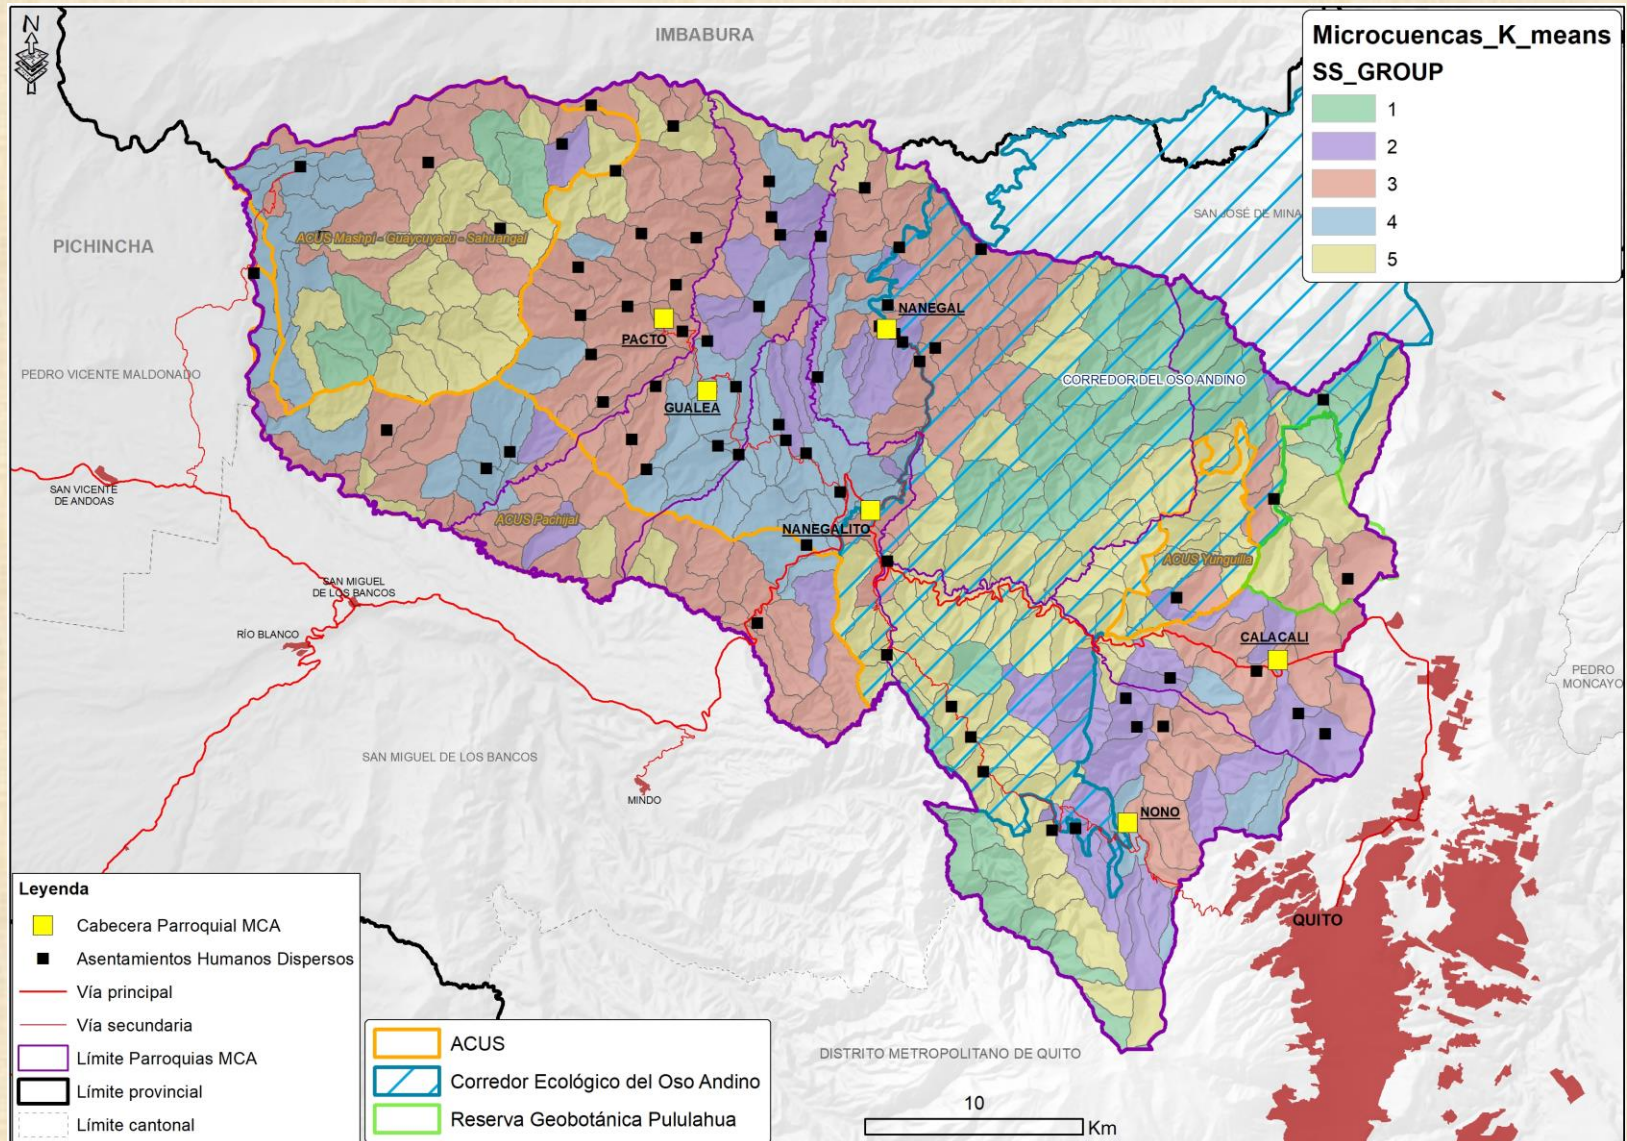 N
IMBABURA
Microcuencas_K_means
SS_GROUP
1
2
3
4
5
SAN JOSÉ DE MINA
PICHINCHA
ACUS Mashpi - Guaycuyacu - Sahuangal
NANEGAL
PACTO
PEDRO VICENTE MALDONADO
CORREDOR DEL OSO ANDINO
GUALEA
SAN VICENTE
DE ANDOAS
ACUS Pachijal
NANEGALITO
ACUS Yunguilla
SAN MIGUEL
DE LOS BANCOS
RÍO BLANCO
CALACALI
PEDRO
MONCAYO
SAN MIGUEL DE LOS BANCOS
MINDO
NONO
QUITO
DISTRITO METROPOLITANO DE QUITO
Leyenda
Cabecera Parroquial MCA
Asentamientos Humanos Dispersos
Vía principal
Vía secundaria
Límite Parroquias MCA
Límite provincial
Límite cantonal
ACUS
Corredor Ecológico del Oso Andino
Reserva Geobotánica Pululahua
10
Km